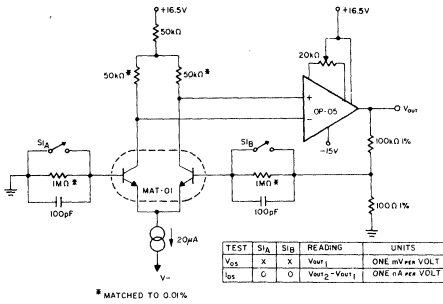 +16.5V
+16.5V
50kΩ
20kΩ
50kΩ*
50kΩ*
+
OP-05
-
VOUT
-15V
S1A
S1B
100kΩ 1%
1MΩ*
MAT-01
1MΩ*
100pF
100pF
100Ω 1%
20µA
V-
TEST S1A S1B READING UNITS
VOS X X VOUT1 ONE mV PER VOLT
IOS O O VOUT2-VOUT1 ONE nA PER VOLT
* MATCHED TO 0.01%